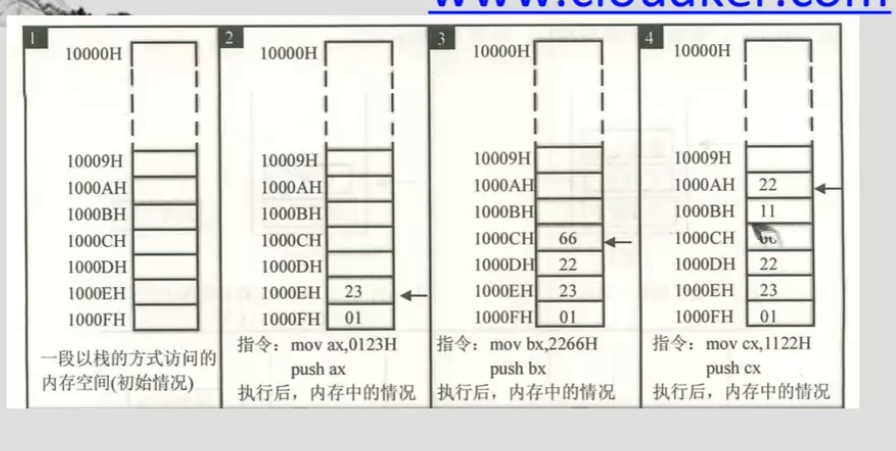 www.cloudker.com
1
10000H
10009H
1000AH
1000BH
1000CH
1000DH
1000EH
1000FH
一段以栈的方式访问的
内存空间(初始情况)
2
10000H
10009H
1000AH
1000BH
1000CH
1000DH
1000EH 23
1000FH 01
指令：mov ax,0123H
push ax
执行后，内存中的情况
3
10000H
10009H
1000AH
1000BH
1000CH 66
1000DH 22
1000EH 23
1000FH 01
指令：mov bx,2266H
push bx
执行后，内存中的情况
4
10000H
10009H
1000AH 22
1000BH 11
1000CH
1000DH 22
1000EH 23
1000FH 01
指令：mov cx,1122H
push cx
执行后，内存中的情况